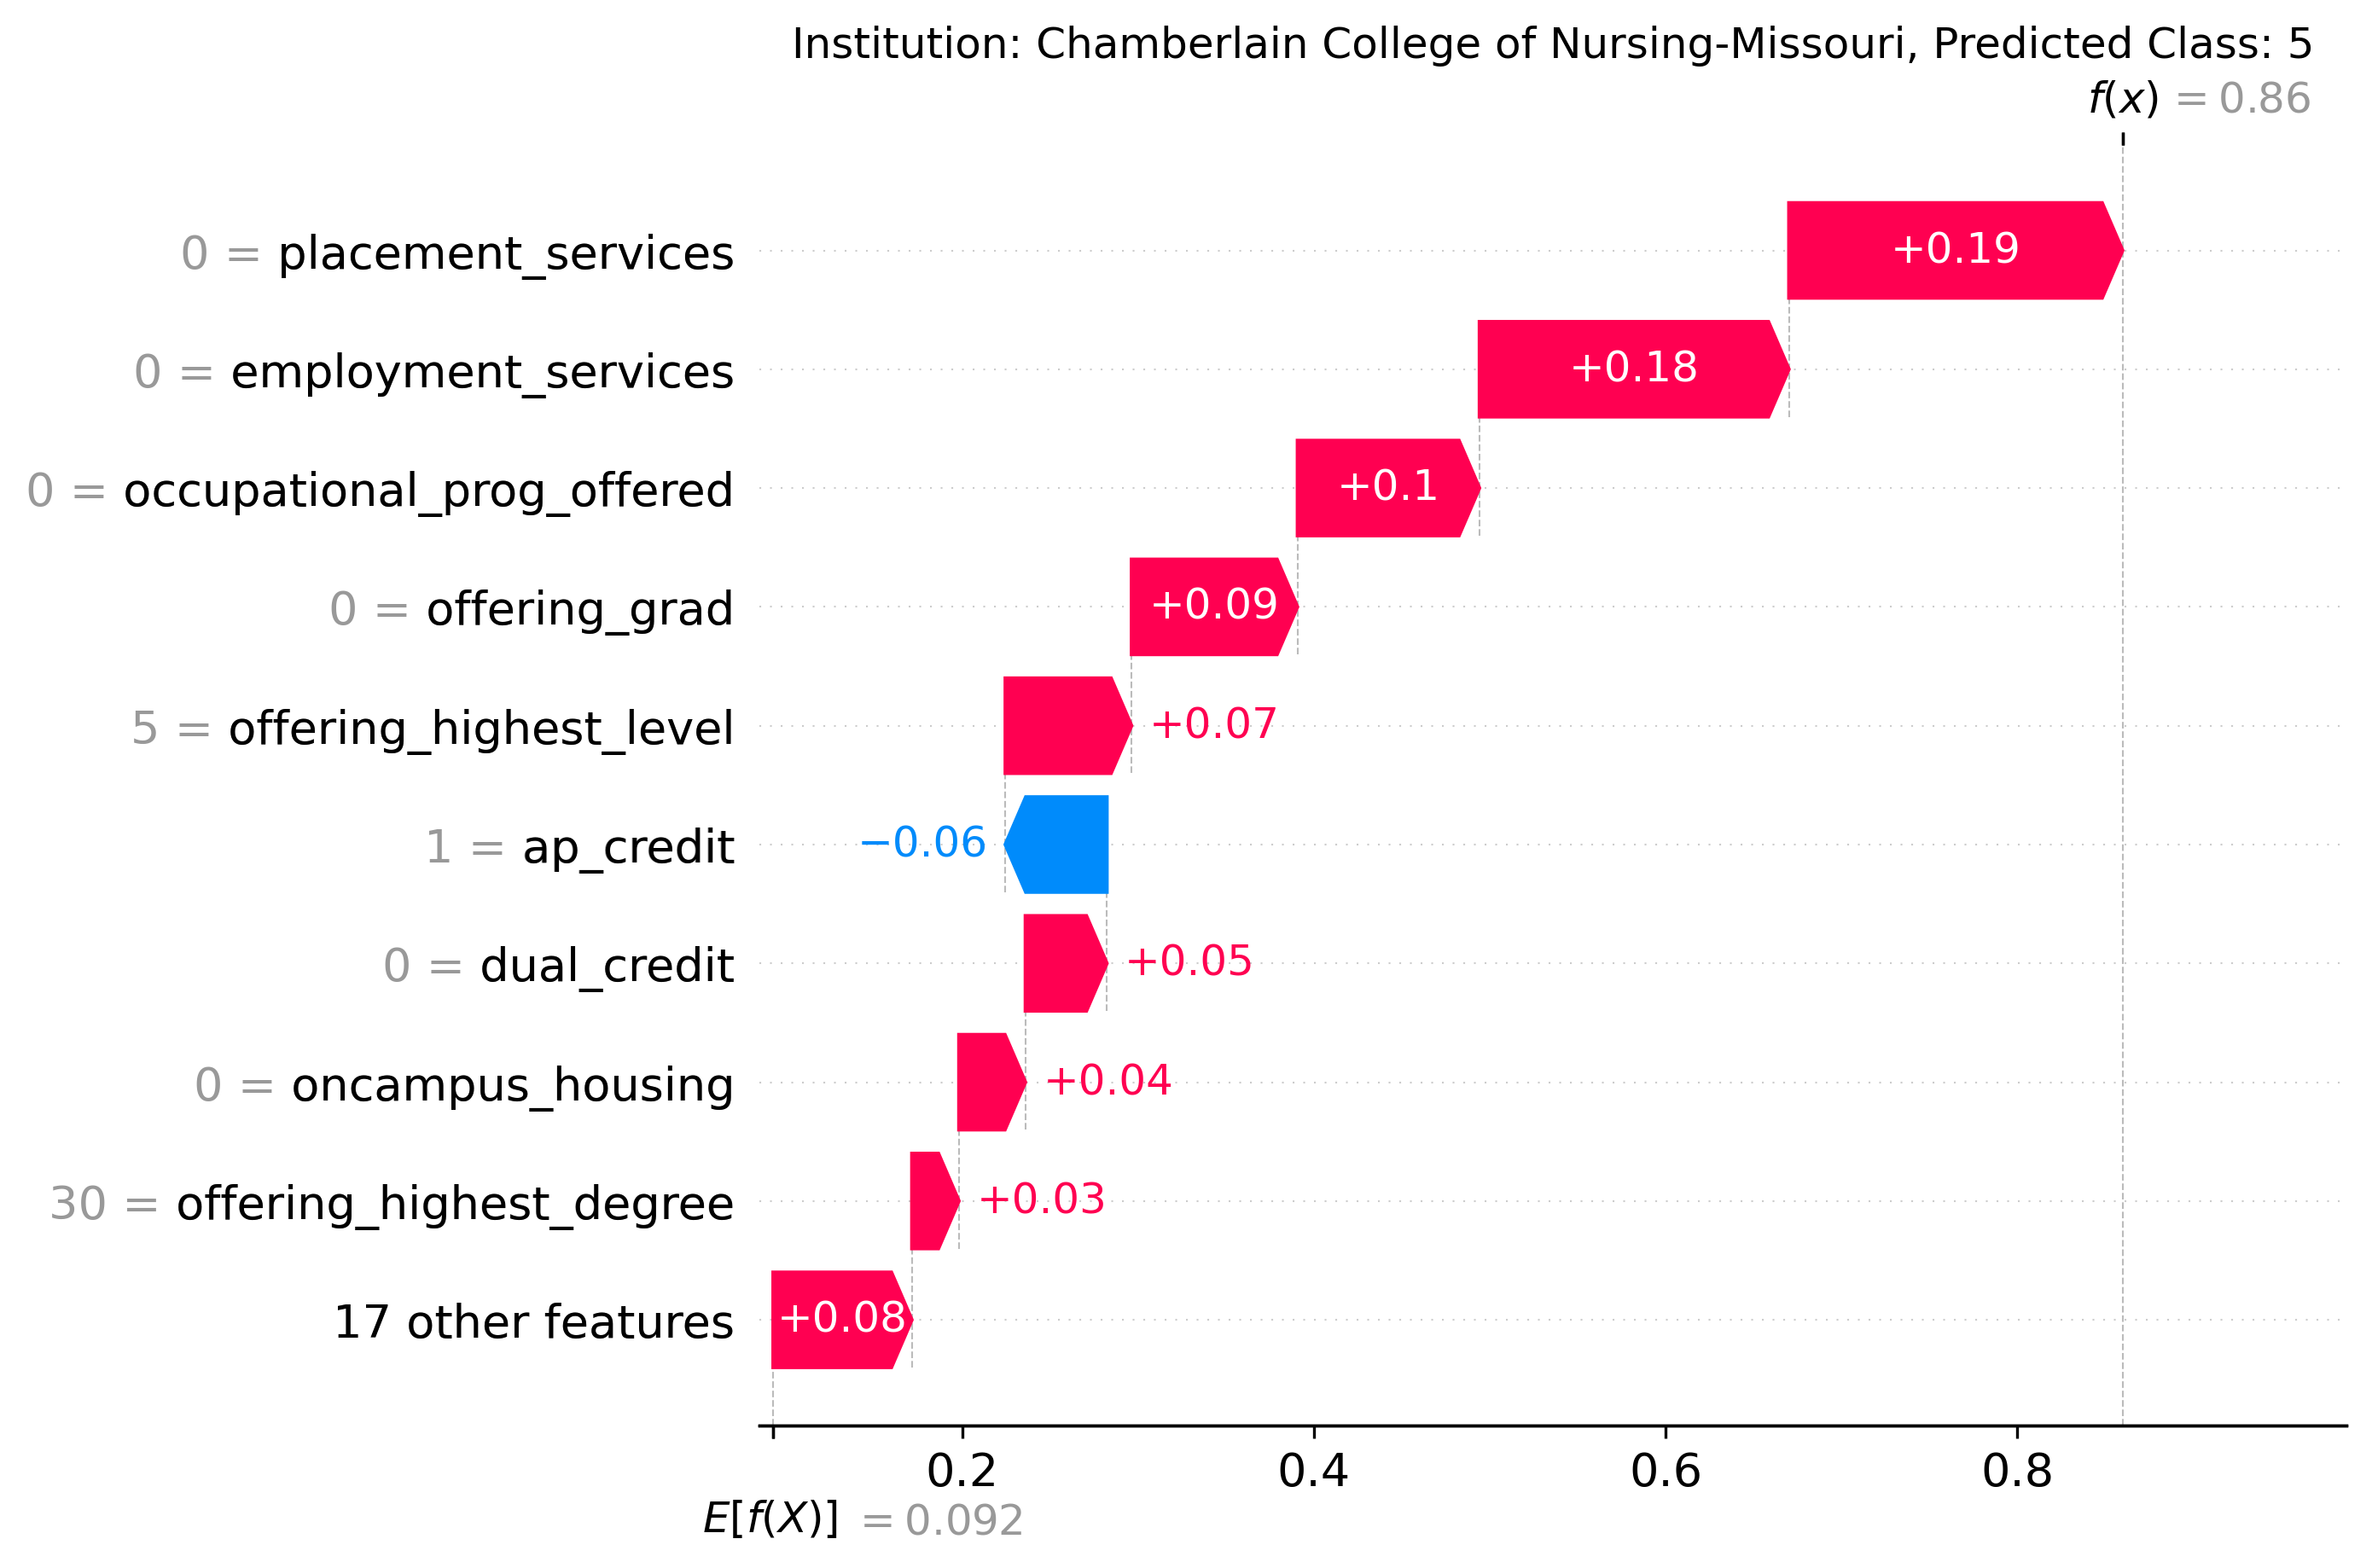 Institution: Chamberlain College of Nursing-Missouri, Predicted Class: 5
f(x) = 0.86
0 = placement_services +0.19
0 = employment_services +0.18
0 = occupational_prog_offered +0.1
0 = offering_grad +0.09
5 = offering_highest_level +0.07
1 = ap_credit −0.06
0 = dual_credit +0.05
0 = oncampus_housing +0.04
30 = offering_highest_degree +0.03
17 other features +0.08
0.2 0.4 0.6 0.8
E[f(X)] = 0.092